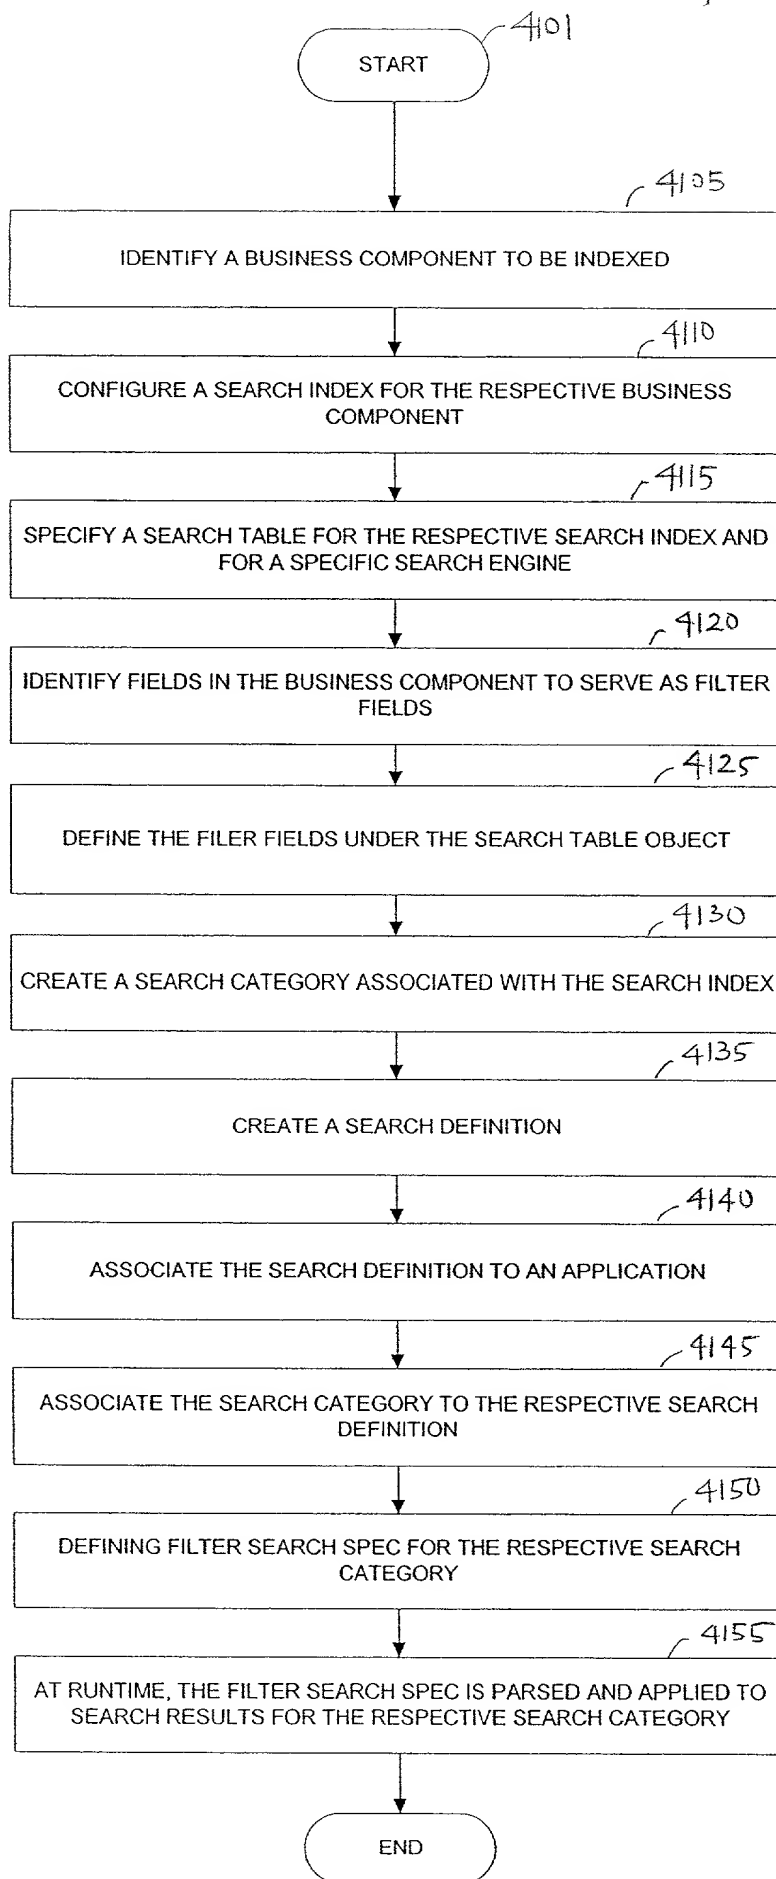 4101
START
4105
IDENTIFY A BUSINESS COMPONENT TO BE INDEXED
4110
CONFIGURE A SEARCH INDEX FOR THE RESPECTIVE BUSINESS
COMPONENT
4115
SPECIFY A SEARCH TABLE FOR THE RESPECTIVE SEARCH INDEX AND
FOR A SPECIFIC SEARCH ENGINE
4120
IDENTIFY FIELDS IN THE BUSINESS COMPONENT TO SERVE AS FILTER
FIELDS
4125
DEFINE THE FILER FIELDS UNDER THE SEARCH TABLE OBJECT
4130
CREATE A SEARCH CATEGORY ASSOCIATED WITH THE SEARCH INDEX
4135
CREATE A SEARCH DEFINITION
4140
ASSOCIATE THE SEARCH DEFINITION TO AN APPLICATION
4145
ASSOCIATE THE SEARCH CATEGORY TO THE RESPECTIVE SEARCH
DEFINITION
4150
DEFINING FILTER SEARCH SPEC FOR THE RESPECTIVE SEARCH
CATEGORY
4155
AT RUNTIME, THE FILTER SEARCH SPEC IS PARSED AND APPLIED TO
SEARCH RESULTS FOR THE RESPECTIVE SEARCH CATEGORY
END